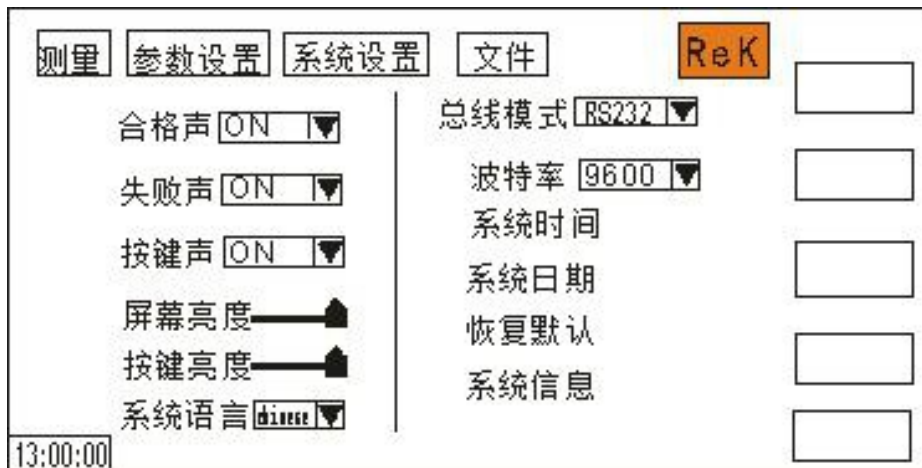 测量 参数设置 系统设置 文件 ReK
合格声 ON
失败声 ON
按键声 ON
屏幕亮度
按键亮度
系统语言 chinese
总线模式 RS232
波特率 9600
系统时间
系统日期
恢复默认
系统信息
13:00:00